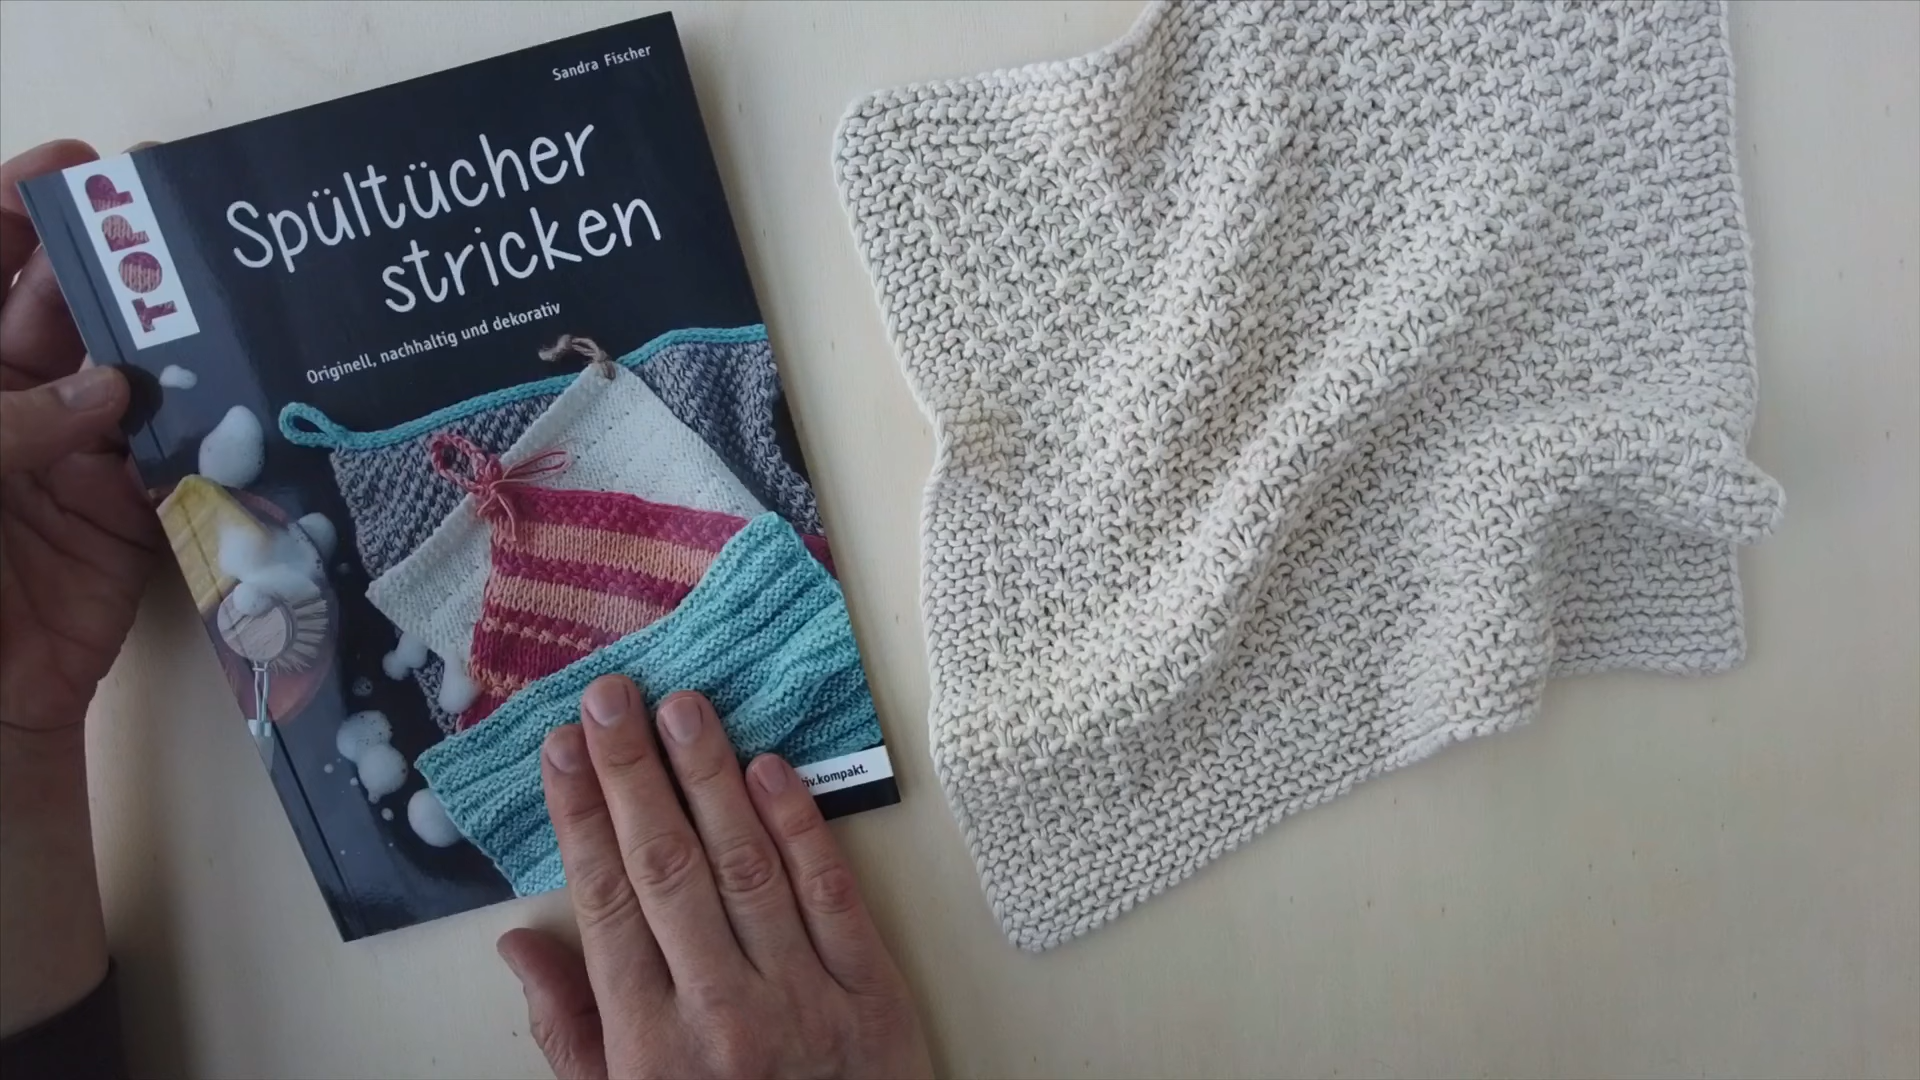 Sandra Fischer
Spültücher
stricken
Originell, nachhaltig und dekorativ
TOPP